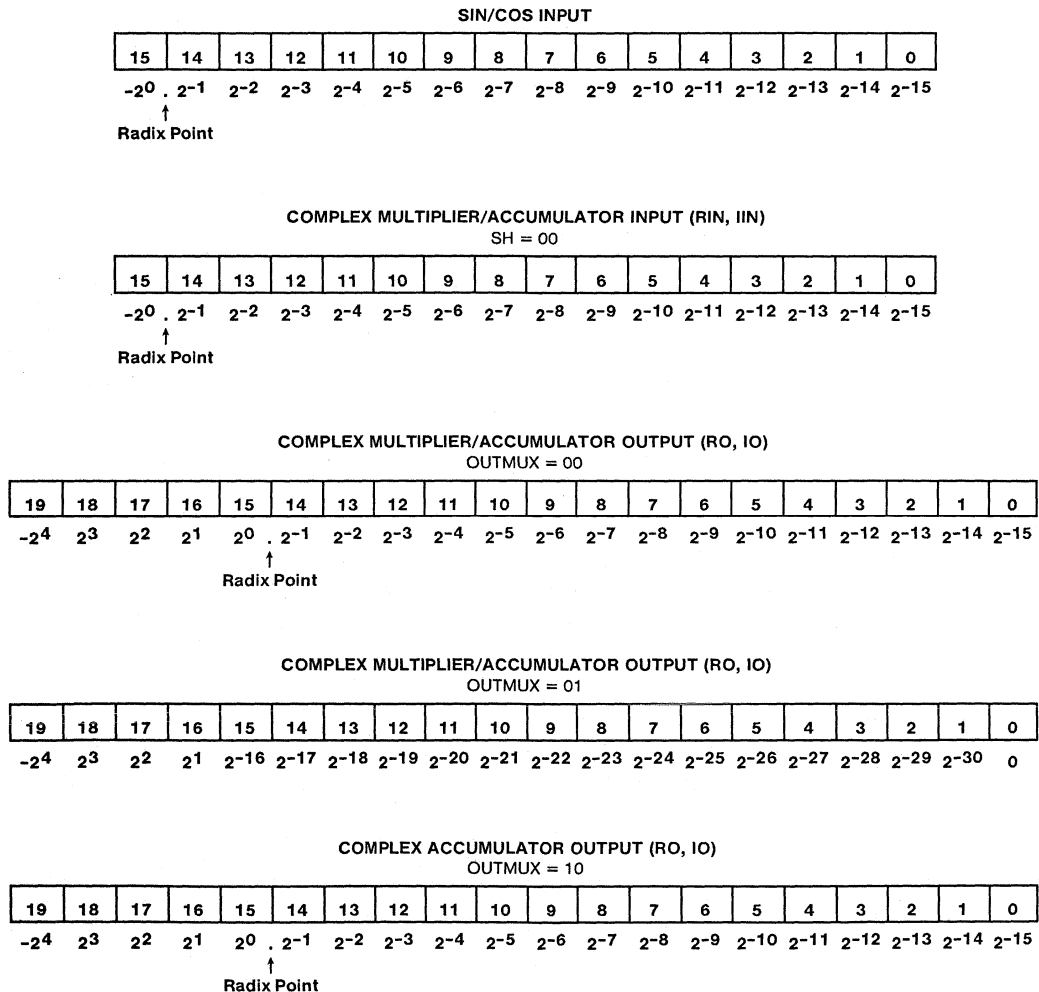 SIN/COS INPUT
15 14 13 12 11 10 9 8 7 6 5 4 3 2 1 0
-2⁰ . 2⁻¹ 2⁻² 2⁻³ 2⁻⁴ 2⁻⁵ 2⁻⁶ 2⁻⁷ 2⁻⁸ 2⁻⁹ 2⁻¹⁰ 2⁻¹¹ 2⁻¹² 2⁻¹³ 2⁻¹⁴ 2⁻¹⁵
Radix Point
COMPLEX MULTIPLIER/ACCUMULATOR INPUT (RIN, IIN)
SH = 00
15 14 13 12 11 10 9 8 7 6 5 4 3 2 1 0
-2⁰ . 2⁻¹ 2⁻² 2⁻³ 2⁻⁴ 2⁻⁵ 2⁻⁶ 2⁻⁷ 2⁻⁸ 2⁻⁹ 2⁻¹⁰ 2⁻¹¹ 2⁻¹² 2⁻¹³ 2⁻¹⁴ 2⁻¹⁵
Radix Point
COMPLEX MULTIPLIER/ACCUMULATOR OUTPUT (RO, IO)
OUTMUX = 00
19 18 17 16 15 14 13 12 11 10 9 8 7 6 5 4 3 2 1 0
-2⁴ 2³ 2² 2¹ 2⁰ . 2⁻¹ 2⁻² 2⁻³ 2⁻⁴ 2⁻⁵ 2⁻⁶ 2⁻⁷ 2⁻⁸ 2⁻⁹ 2⁻¹⁰ 2⁻¹¹ 2⁻¹² 2⁻¹³ 2⁻¹⁴ 2⁻¹⁵
Radix Point
COMPLEX MULTIPLIER/ACCUMULATOR OUTPUT (RO, IO)
OUTMUX = 01
19 18 17 16 15 14 13 12 11 10 9 8 7 6 5 4 3 2 1 0
-2⁴ 2³ 2² 2¹ 2⁻¹⁶ 2⁻¹⁷ 2⁻¹⁸ 2⁻¹⁹ 2⁻²⁰ 2⁻²¹ 2⁻²² 2⁻²³ 2⁻²⁴ 2⁻²⁵ 2⁻²⁶ 2⁻²⁷ 2⁻²⁸ 2⁻²⁹ 2⁻³⁰ 0
COMPLEX ACCUMULATOR OUTPUT (RO, IO)
OUTMUX = 10
19 18 17 16 15 14 13 12 11 10 9 8 7 6 5 4 3 2 1 0
-2⁴ 2³ 2² 2¹ 2⁰ . 2⁻¹ 2⁻² 2⁻³ 2⁻⁴ 2⁻⁵ 2⁻⁶ 2⁻⁷ 2⁻⁸ 2⁻⁹ 2⁻¹⁰ 2⁻¹¹ 2⁻¹² 2⁻¹³ 2⁻¹⁴ 2⁻¹⁵
Radix Point